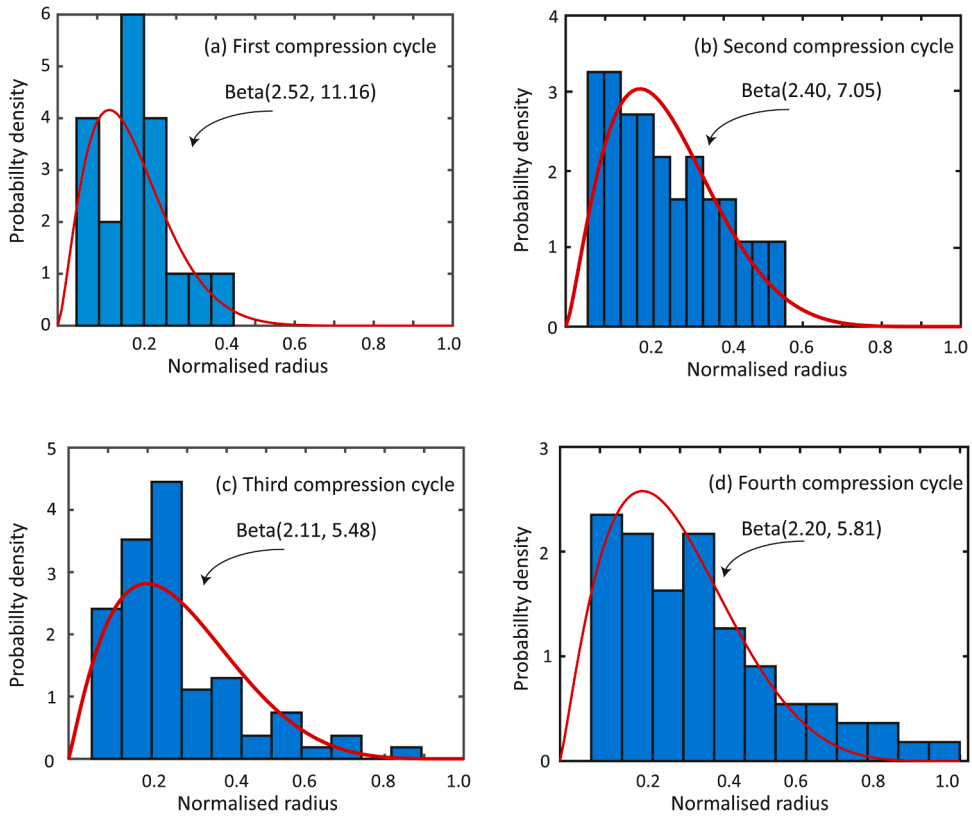 6
5
4
3
2
1
0
Probability density
(a) First compression cycle
Beta(2.52, 11.16)
0.2
0.4
0.6
0.8
1.0
Normalised radius
4
3
2
1
0
Probability density
(b) Second compression cycle
Beta(2.40, 7.05)
0.2
0.4
0.6
0.8
1.0
Normalised radius
5
4
3
2
1
0
Probability density
(c) Third compression cycle
Beta(2.11, 5.48)
0.2
0.4
0.6
0.8
1.0
Normalised radius
3
2
1
0
Probability density
(d) Fourth compression cycle
Beta(2.20, 5.81)
0.2
0.4
0.6
0.8
1.0
Normalised radius